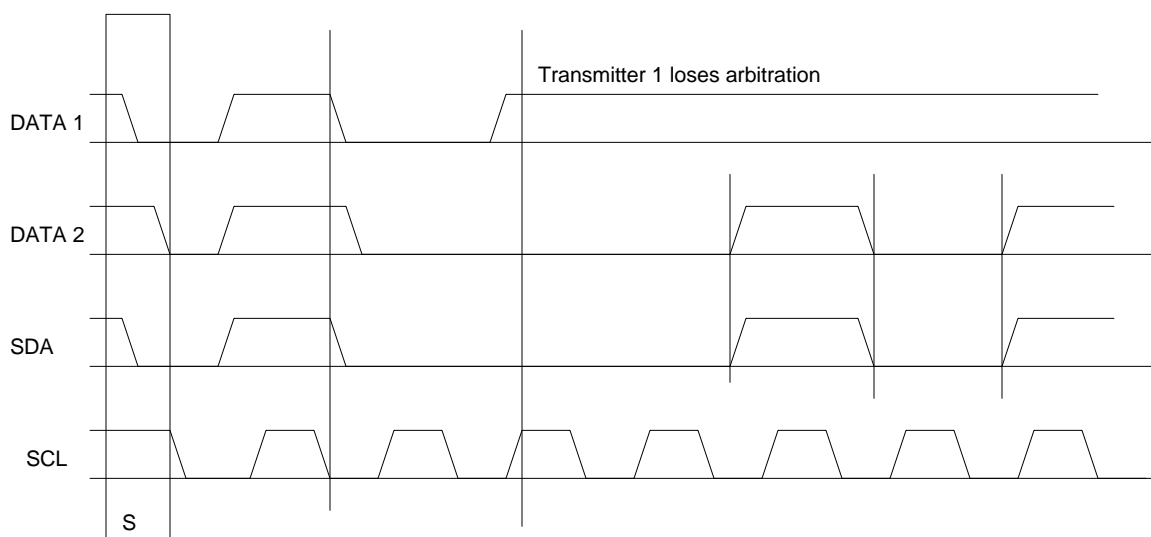 Transmitter 1 loses arbitration
DATA 1
DATA 2
SDA
SCL
S